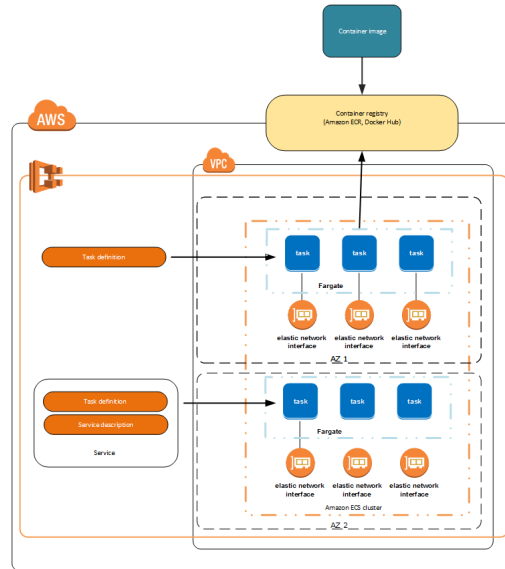 Container image
AWS
Container registry
(Amazon ECR, Docker Hub)
VPC
Task definition
task
task
task
Fargate
elastic network
interface
elastic network
interface
elastic network
interface
AZ 1
Task definition
Service description
Service
task
task
task
Fargate
elastic network
interface
elastic network
interface
elastic network
interface
Amazon ECS cluster
AZ 2